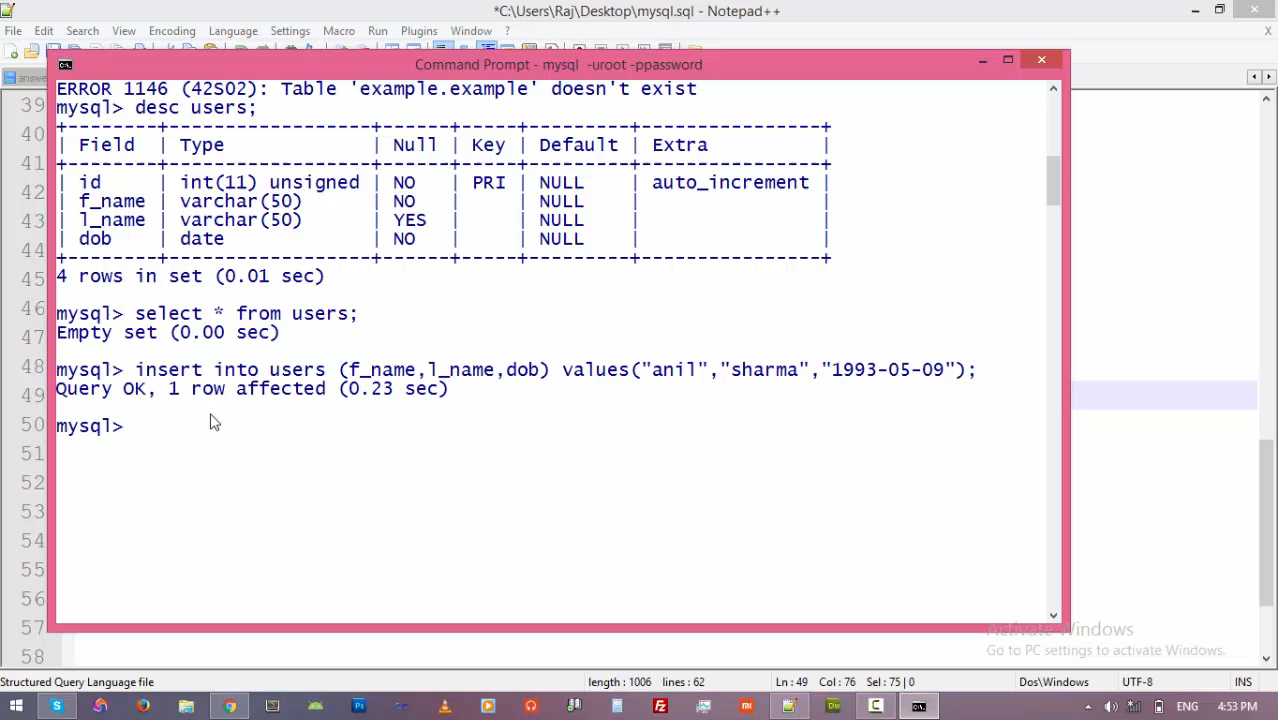 *C:\Users\Raj\Desktop\mysql.sql - Notepad++
File Edit Search View Encoding Language Settings Macro Run Plugins Window ?
X
answe
Command Prompt - mysql -uroot -ppassword
39
40
41
42
43
44
45
46
47
48
49
50
51
52
53
54
55
56
57
58
ERROR 1146 (42S02): Table 'example.example' doesn't exist
mysql> desc users;
+----------+------------------+------+-----+---------+----------------+
| Field | Type | Null | Key | Default | Extra |
+----------+------------------+------+-----+---------+----------------+
| id | int(11) unsigned | NO | PRI | NULL | auto_increment |
| f_name | varchar(50) | NO | | NULL | |
| l_name | varchar(50) | YES | | NULL | |
| dob | date | NO | | NULL | |
+----------+------------------+------+-----+---------+----------------+
4 rows in set (0.01 sec)
mysql> select * from users;
Empty set (0.00 sec)
mysql> insert into users (f_name,l_name,dob) values("anil","sharma","1993-05-09");
Query OK, 1 row affected (0.23 sec)
mysql>
Activate Windows
Go to PC settings to activate Windows.
Structured Query Language file length : 1006 lines : 62 Ln : 49 Col : 76 Sel : 75 | 0 Dos\Windows UTF-8 INS
ENG 4:53 PM